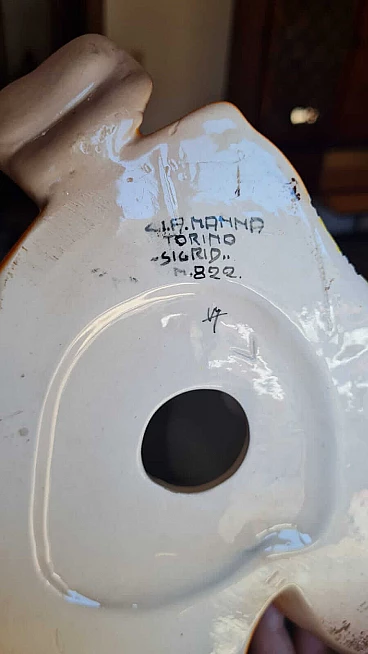 C.I.A. MANNA
TORINO
„SIGRID„
N.822.